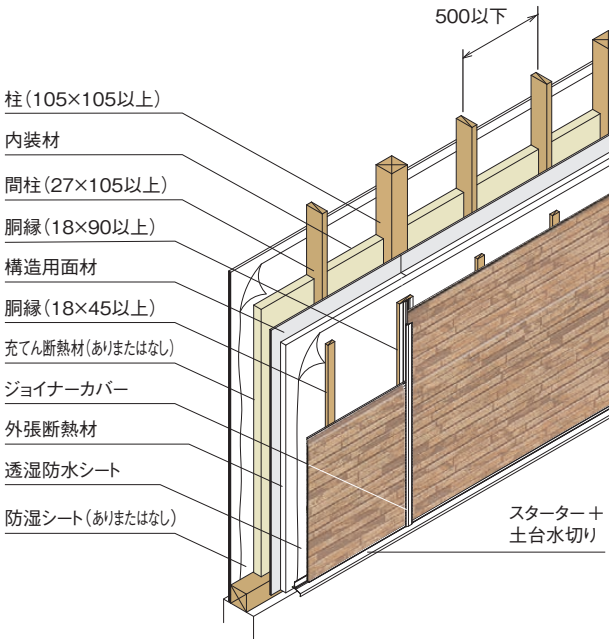 500以下
柱(105×105以上)
内装材
間柱(27×105以上)
胴縁(18×90以上)
構造用面材
胴縁(18×45以上)
充てん断熱材(ありまたはなし)
ジョイナーカバー
外張断熱材
透湿防水シート
防湿シート(ありまたはなし)
スターター+
土台水切り